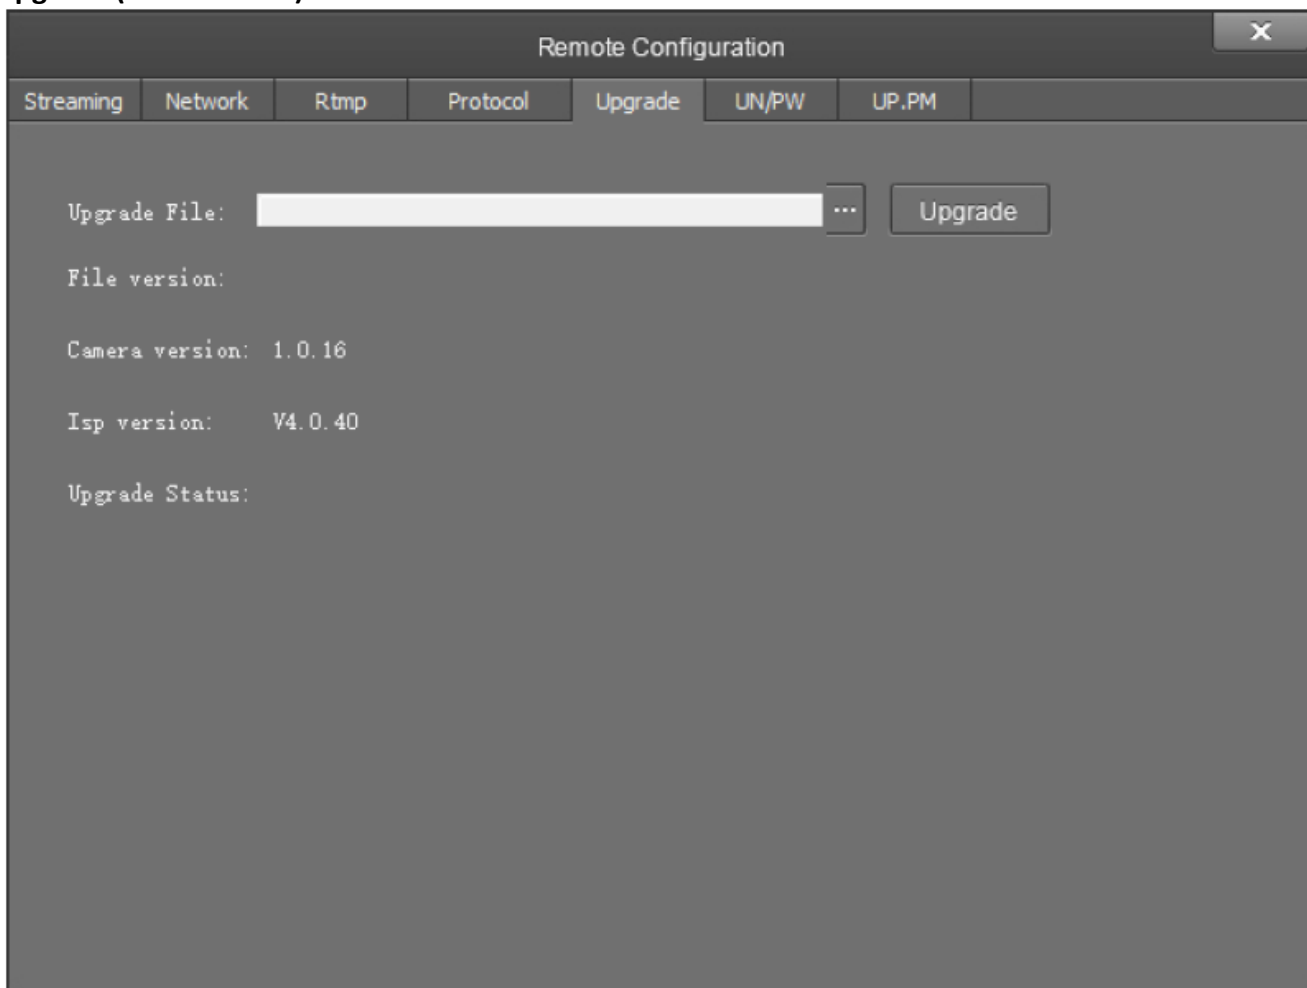 Remote Configuration
Streaming Network Rtmp Protocol Upgrade UN/PW UP.PM
Upgrade File: ... Upgrade
File version:
Camera version: 1.0.16
Isp version: V4.0.40
Upgrade Status: